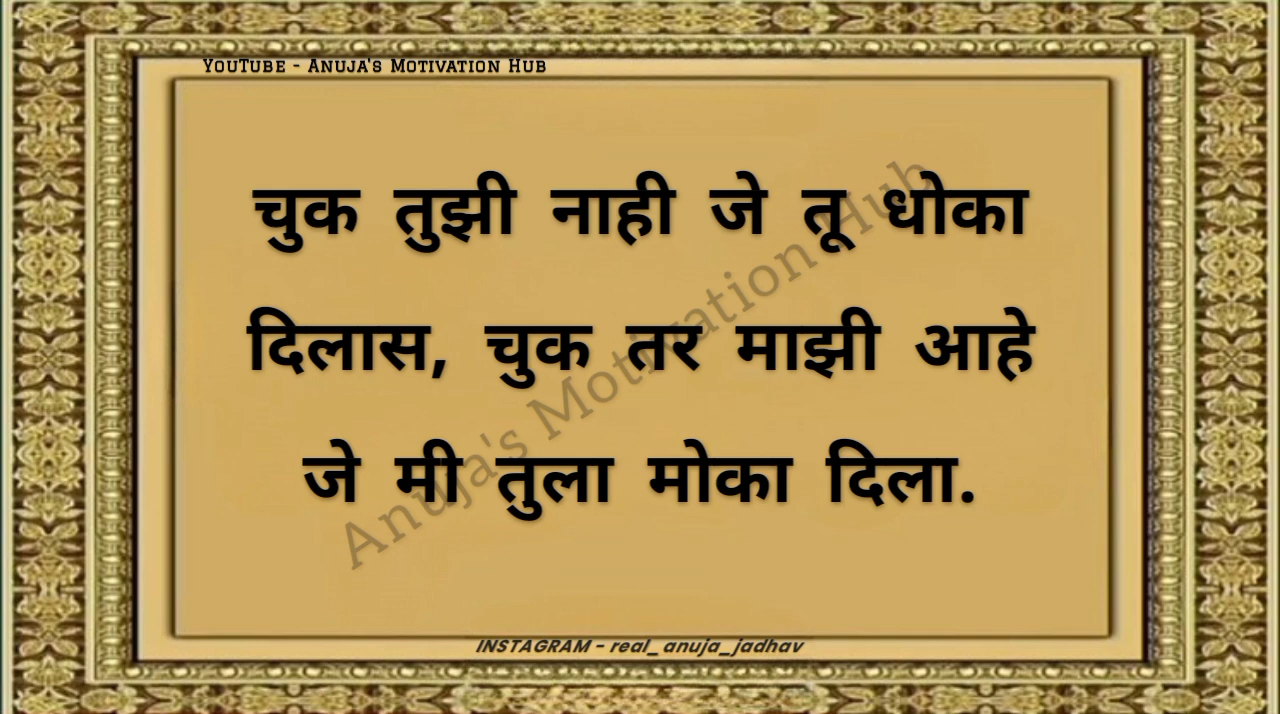 YouTube - Anuja's Motivation Hub
चुक तुझी नाही जे तू धोका
दिलास, चुक तर माझी आहे
जे मी तुला मोका दिला.
Anuja's Motivation Hub
INSTAGRAM - real_anuja_jadhav